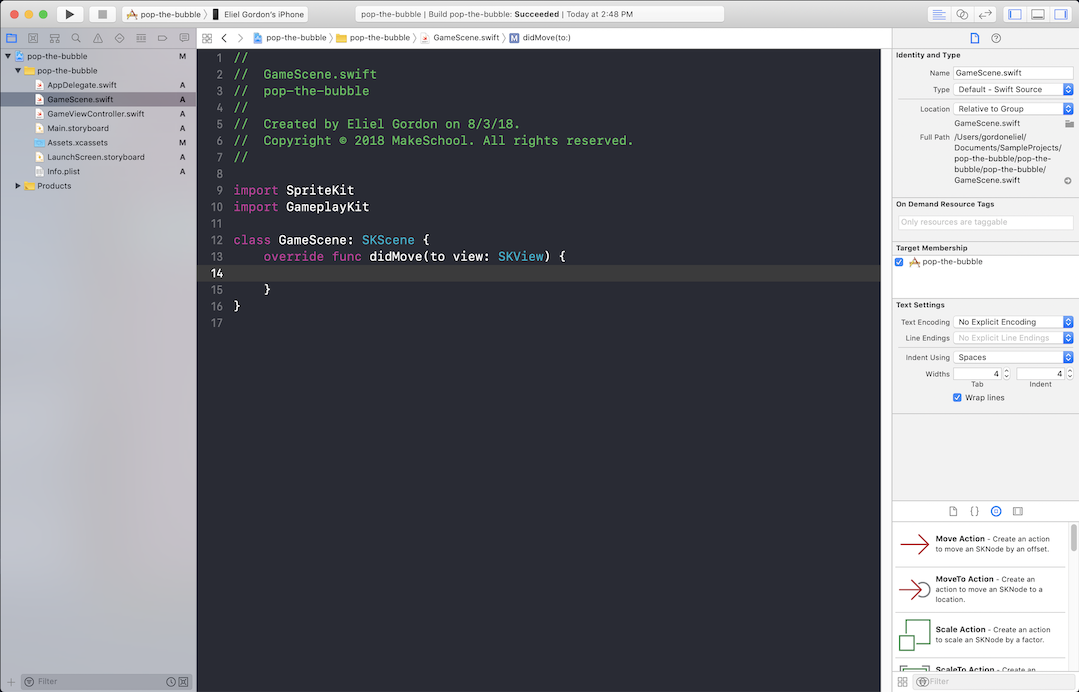 pop-the-bubble
Eliel Gordon's iPhone
pop-the-bubble | Build pop-the-bubble: Succeeded | Today at 2:48 PM
pop-the-bubble
pop-the-bubble
GameScene.swift
M
didMove(to:)
pop-the-bubble M
pop-the-bubble
AppDelegate.swift A
GameScene.swift A
GameViewController.swift A
Main.storyboard A
Assets.xcassets M
LaunchScreen.storyboard A
Info.plist A
Products
Filter
1 //
2 //  GameScene.swift
3 //  pop-the-bubble
4 //
5 //  Created by Eliel Gordon on 8/3/18.
6 //  Copyright © 2018 MakeSchool. All rights reserved.
7 //
8
9 import SpriteKit
10 import GameplayKit
11
12 class GameScene: SKScene {
13     override func didMove(to view: SKView) {
14
15     }
16 }
17
Identity and Type
Name GameScene.swift
Type Default - Swift Source
Location Relative to Group
GameScene.swift
Full Path /Users/gordoneliel/
Documents/SampleProjects/
pop-the-bubble/pop-the-
bubble/pop-the-bubble/
GameScene.swift
On Demand Resource Tags
Only resources are taggable
Target Membership
pop-the-bubble
Text Settings
Text Encoding No Explicit Encoding
Line Endings No Explicit Line Endings
Indent Using Spaces
Widths 4 4
Tab Indent
Wrap lines
{}
Move Action - Create an action
to move an SKNode by an offset.
MoveTo Action - Create an
action to move an SKNode to a
location.
Scale Action - Create an action
to scale an SKNode by a factor.
ScaleTo Action - Create an
Filter